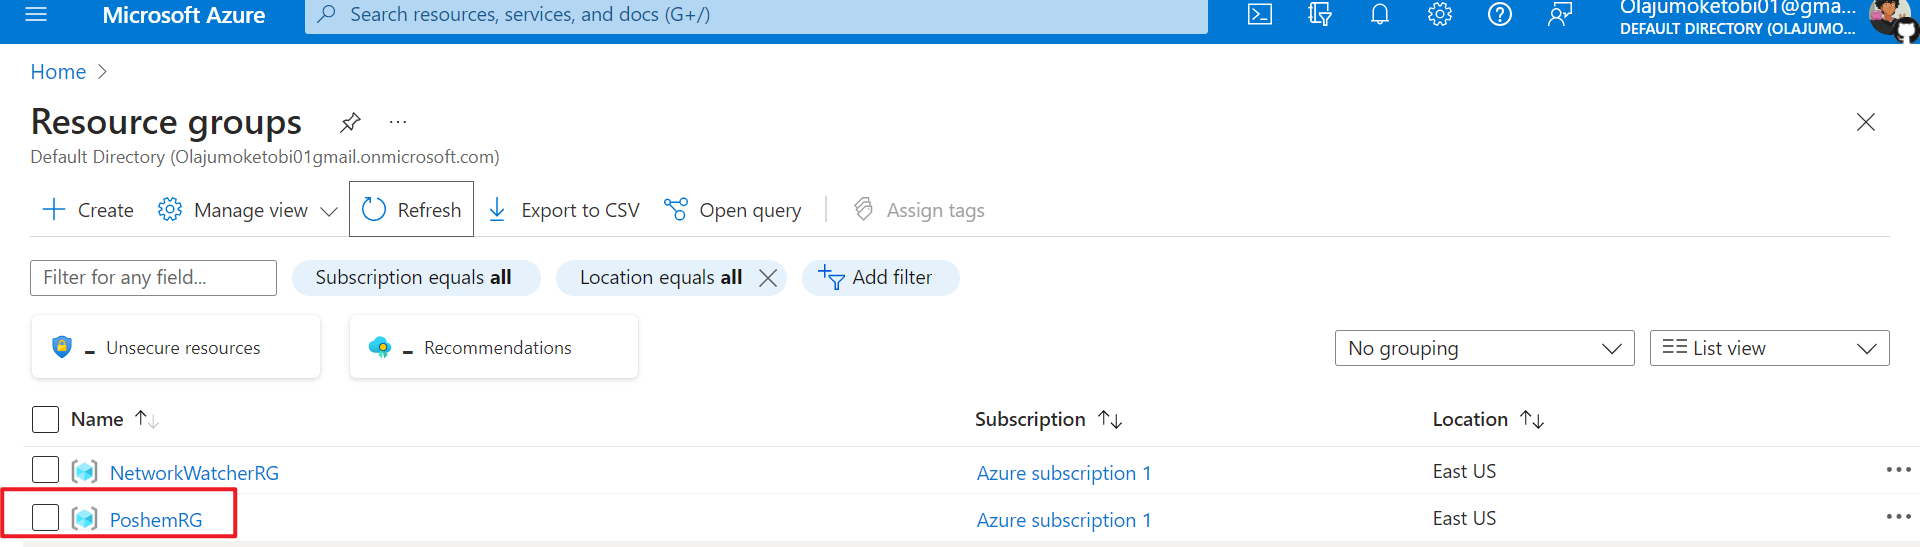 Microsoft Azure
Search resources, services, and docs (G+/)
Olajumoketobi01@gma...
DEFAULT DIRECTORY (OLAJUMO...
Home
Resource groups
Default Directory (Olajumoketobi01gmail.onmicrosoft.com)
Create Manage view Refresh Export to CSV Open query Assign tags
Filter for any field... Subscription equals all Location equals all Add filter
- Unsecure resources - Recommendations No grouping List view
Name Subscription Location
NetworkWatcherRG Azure subscription 1 East US
PoshemRG Azure subscription 1 East US